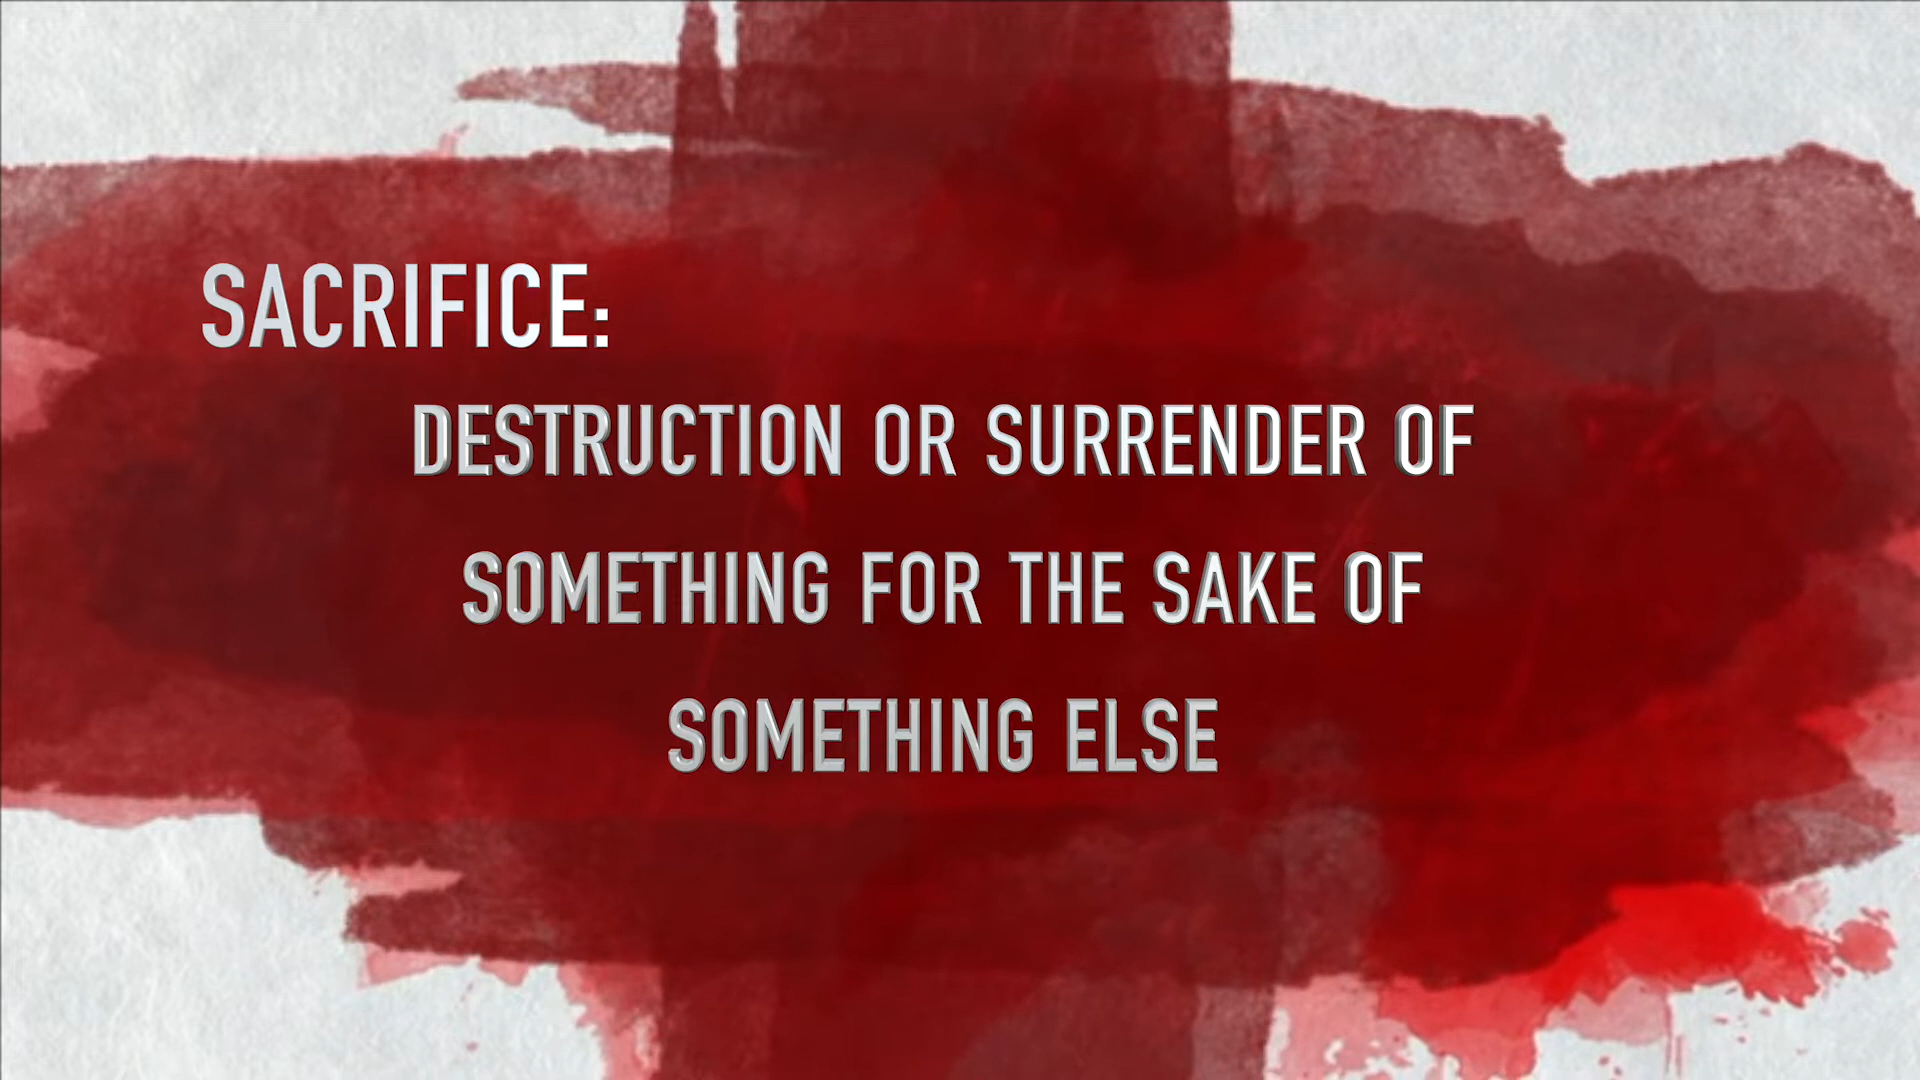 SACRIFICE:
DESTRUCTION OR SURRENDER OF
SOMETHING FOR THE SAKE OF
SOMETHING ELSE